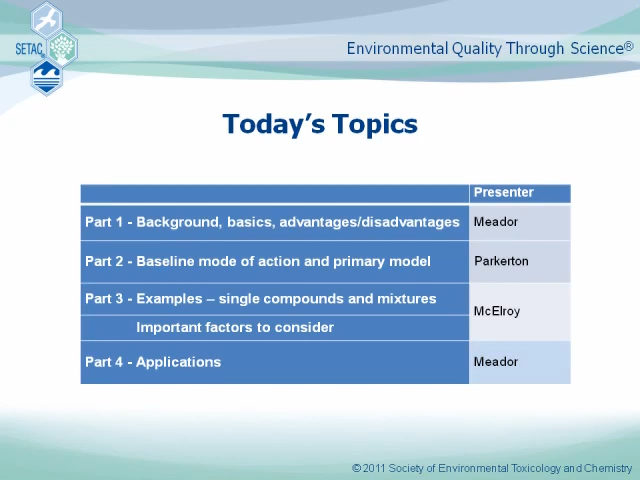 SETAC
Environmental Quality Through Science®
Today's Topics
Presenter
Part 1 - Background, basics, advantages/disadvantages Meador
Part 2 - Baseline mode of action and primary model Parkerton
Part 3 - Examples – single compounds and mixtures
McElroy
Important factors to consider
Part 4 - Applications Meador
© 2011 Society of Environmental Toxicology and Chemistry